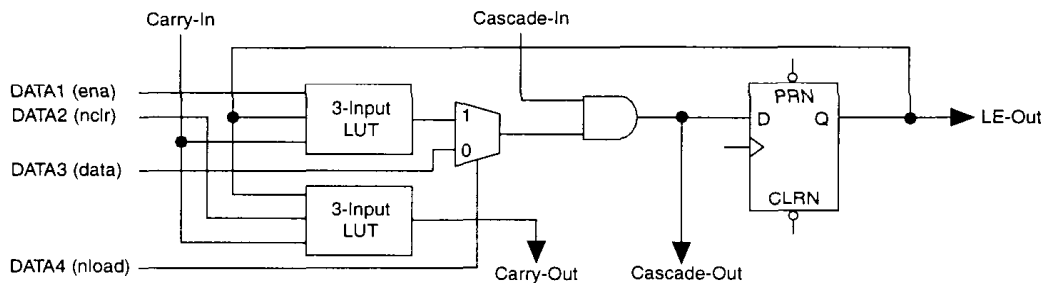 Carry-In
Cascade-In
DATA1 (ena)
DATA2 (nclr)
3-Input
LUT
1
0
PRN
D
Q
LE-Out
DATA3 (data)
CLRN
3-Input
LUT
DATA4 (nload)
Carry-Out
Cascade-Out